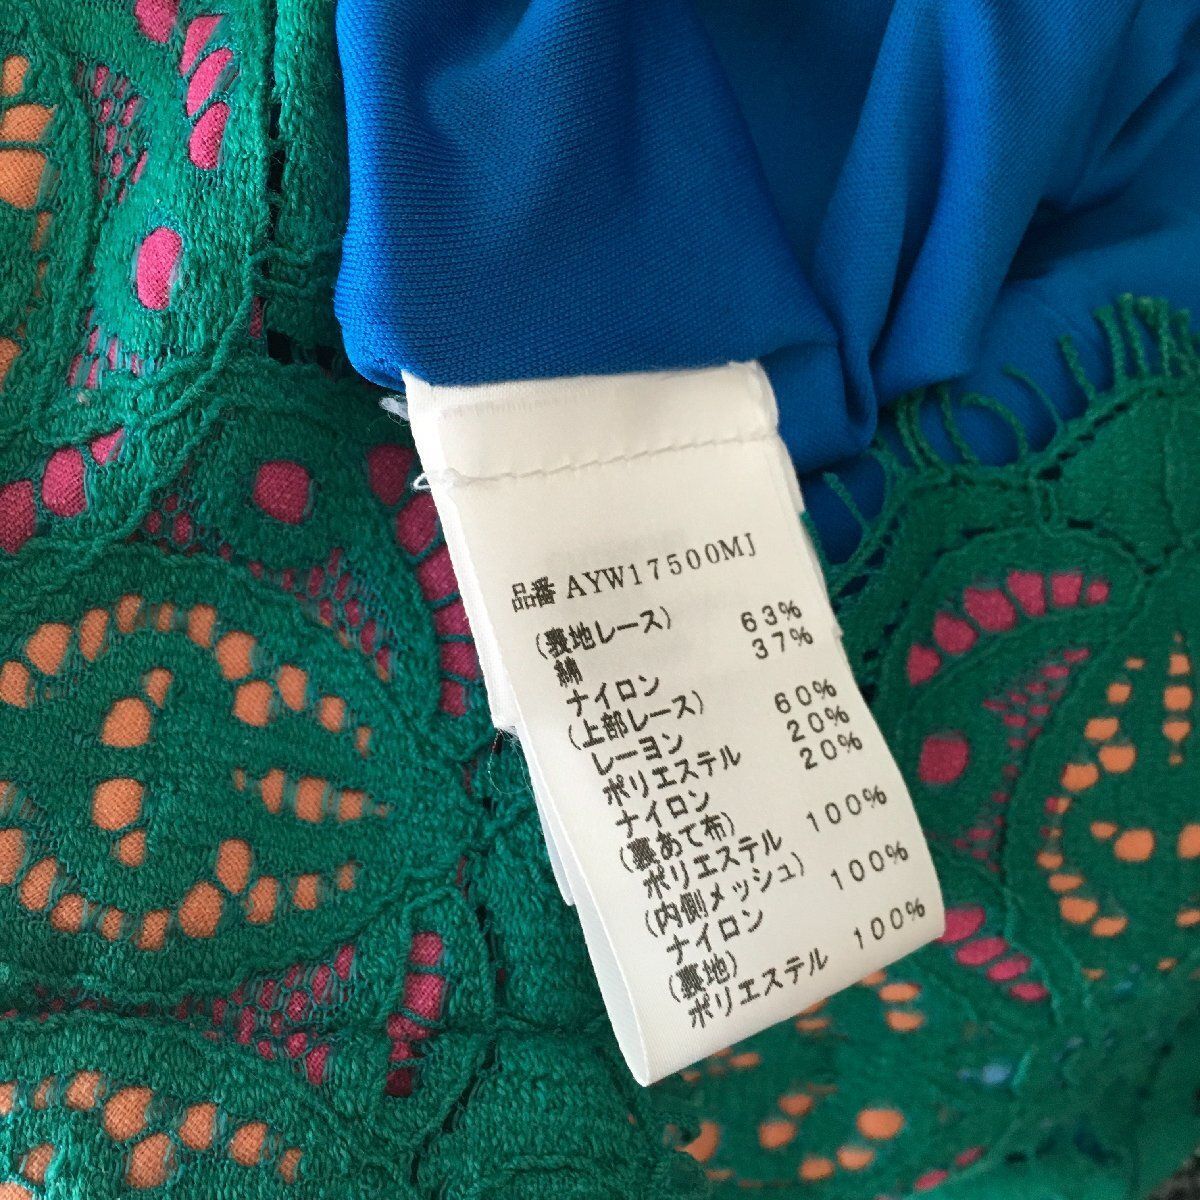 品番 AYW17500MJ
(表地レース)
綿 63%
ナイロン 37%
(上部レース)
レーヨン 60%
ポリエステル 20%
ナイロン 20%
(裏あて布)
ポリエステル 100%
(内側メッシュ)
ナイロン 100%
(裏地)
ポリエステル 100%